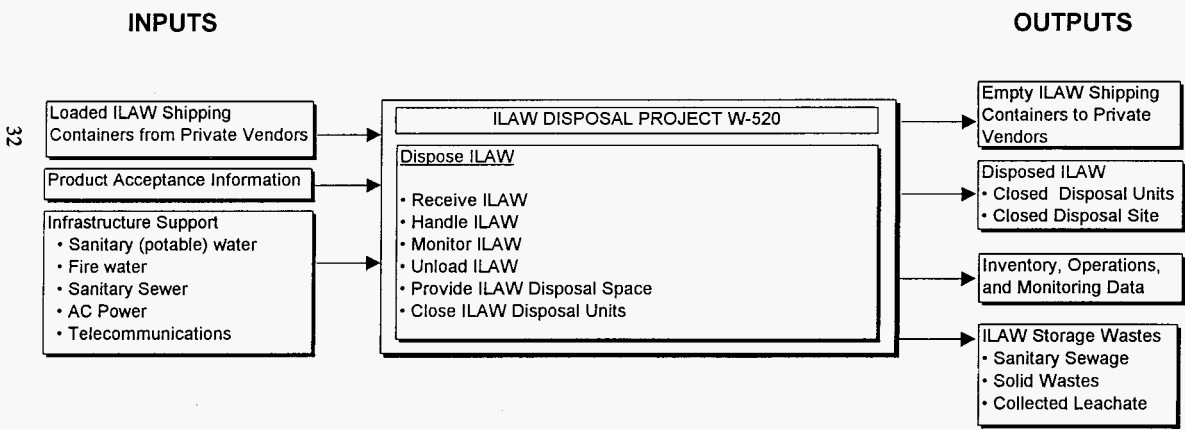 INPUTS
OUTPUTS
32
Loaded ILAW Shipping
Containers from Private Vendors
Product Acceptance Information
Infrastructure Support
• Sanitary (potable) water
• Fire water
• Sanitary Sewer
• AC Power
• Telecommunications
ILAW DISPOSAL PROJECT W-520
Dispose ILAW
• Receive ILAW
• Handle ILAW
• Monitor ILAW
• Unload ILAW
• Provide ILAW Disposal Space
• Close ILAW Disposal Units
Empty ILAW Shipping
Containers to Private
Vendors
Disposed ILAW
• Closed Disposal Units
• Closed Disposal Site
Inventory, Operations,
and Monitoring Data
ILAW Storage Wastes
• Sanitary Sewage
• Solid Wastes
• Collected Leachate